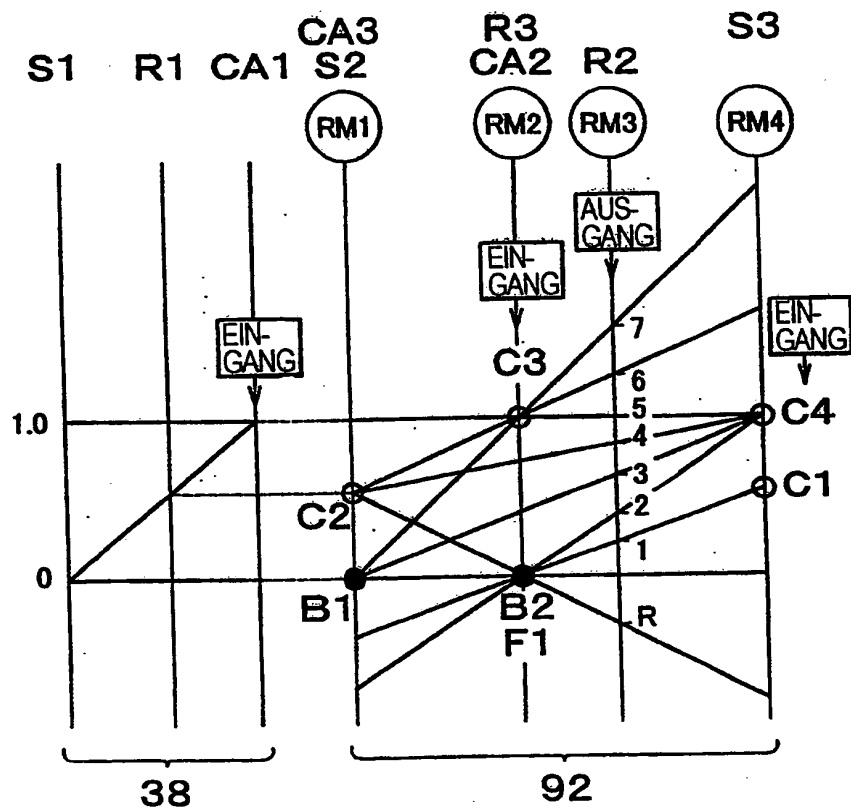 CA3 R3 S3
S1 R1 CA1 S2 CA2 R2
RM1 RM2 RM3 RM4
AUS-
GANG
EIN-
GANG
EIN-
GANG
EIN-
GANG
7
C3
6
1.0
5
C4
4
3
C1
C2
2
1
0
B1
B2
R
F1
38
92